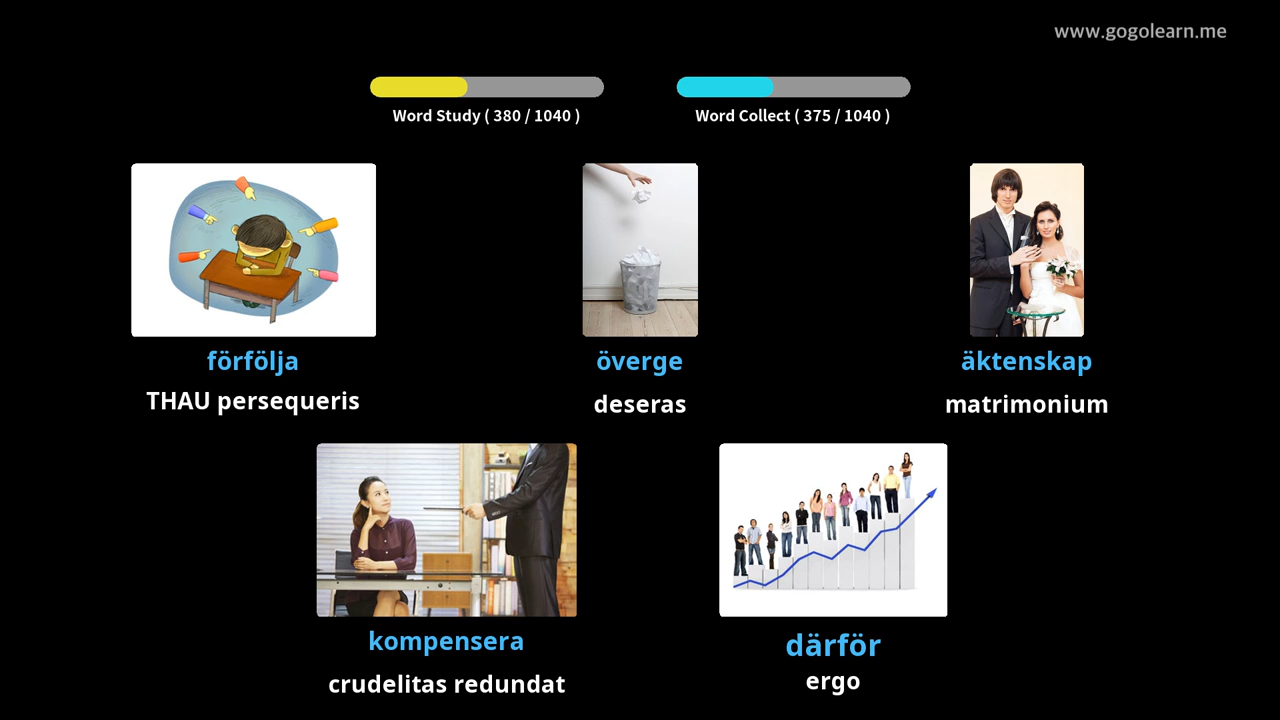 www.gogolearn.me
Word Study ( 380 / 1040 )
Word Collect ( 375 / 1040 )
förfölja
THAU persequeris
överge
deseras
äktenskap
matrimonium
kompensera
crudelitas redundat
därför
ergo